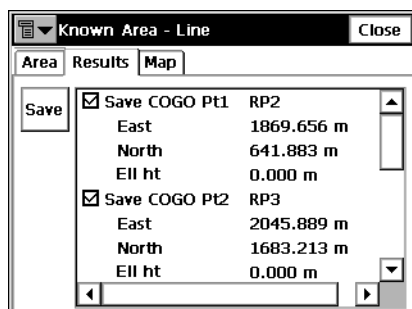 Known Area - Line Close
Area Results Map
Save
Save COGO Pt1 RP2
East 1869.656 m
North 641.883 m
Ell ht 0.000 m
Save COGO Pt2 RP3
East 2045.889 m
North 1683.213 m
Ell ht 0.000 m